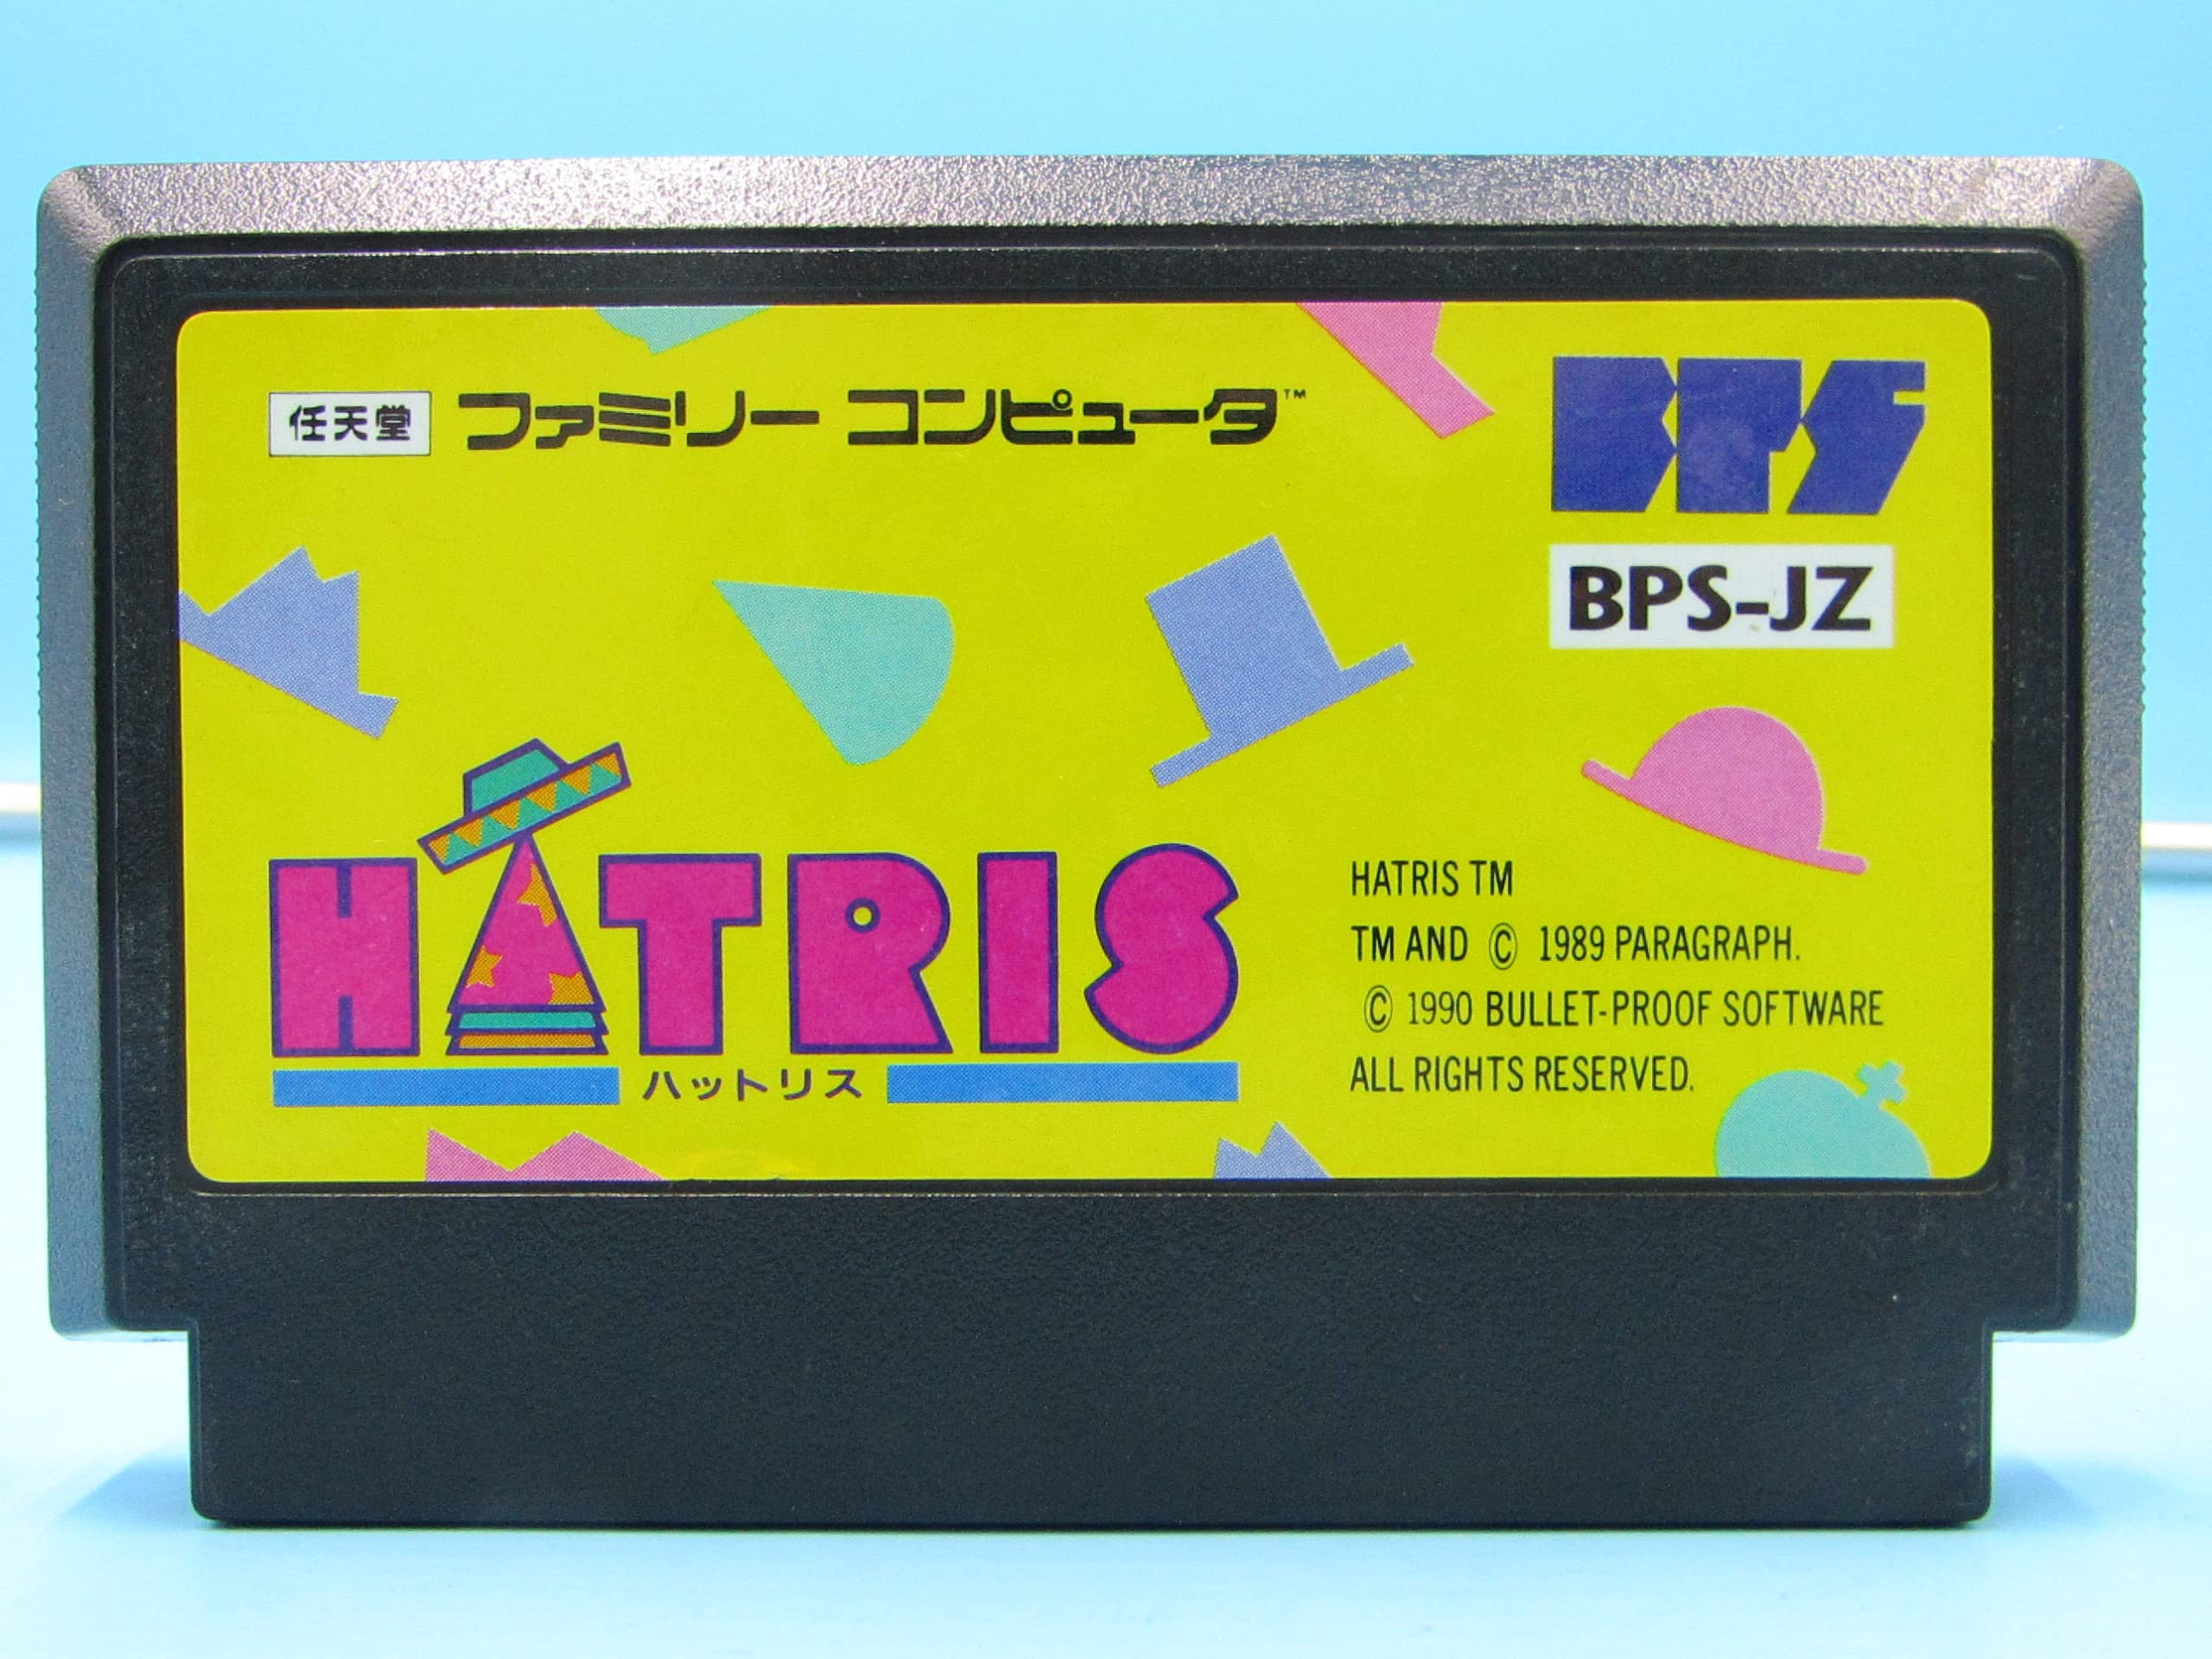 任天堂 ファミリー コンピュータ™
BPS
BPS-JZ
HATRIS
ハットリス
HATRIS TM
TM AND © 1989 PARAGRAPH.
© 1990 BULLET-PROOF SOFTWARE
ALL RIGHTS RESERVED.